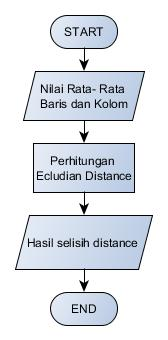 START
Nilai Rata- Rata
Baris dan Kolom
Perhitungan
Ecludian Distance
Hasil selisih distance
END